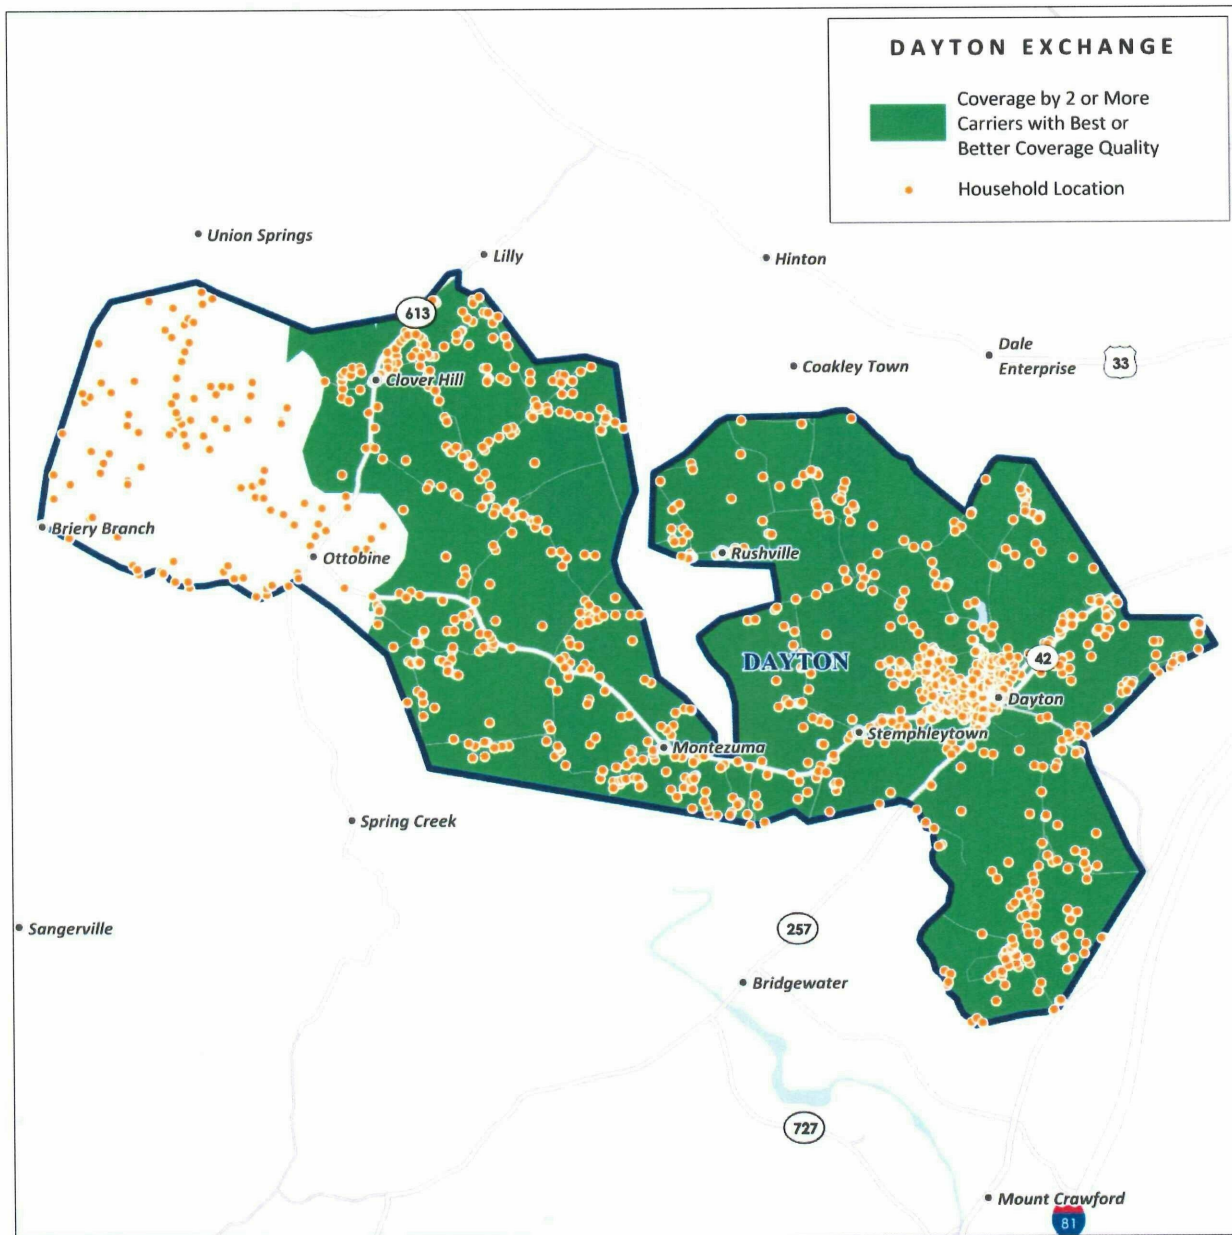 DAYTON EXCHANGE
Coverage by 2 or More
Carriers with Best or
Better Coverage Quality
Household Location
Union Springs
Lilly
Hinton
613
Dale
Enterprise
33
Coakley Town
Clover Hill
Briery Branch
Ottobine
Rushville
DAYTON
42
Dayton
Stemphleytown
Montezuma
Spring Creek
Sangerville
257
Bridgewater
727
Mount Crawford
81